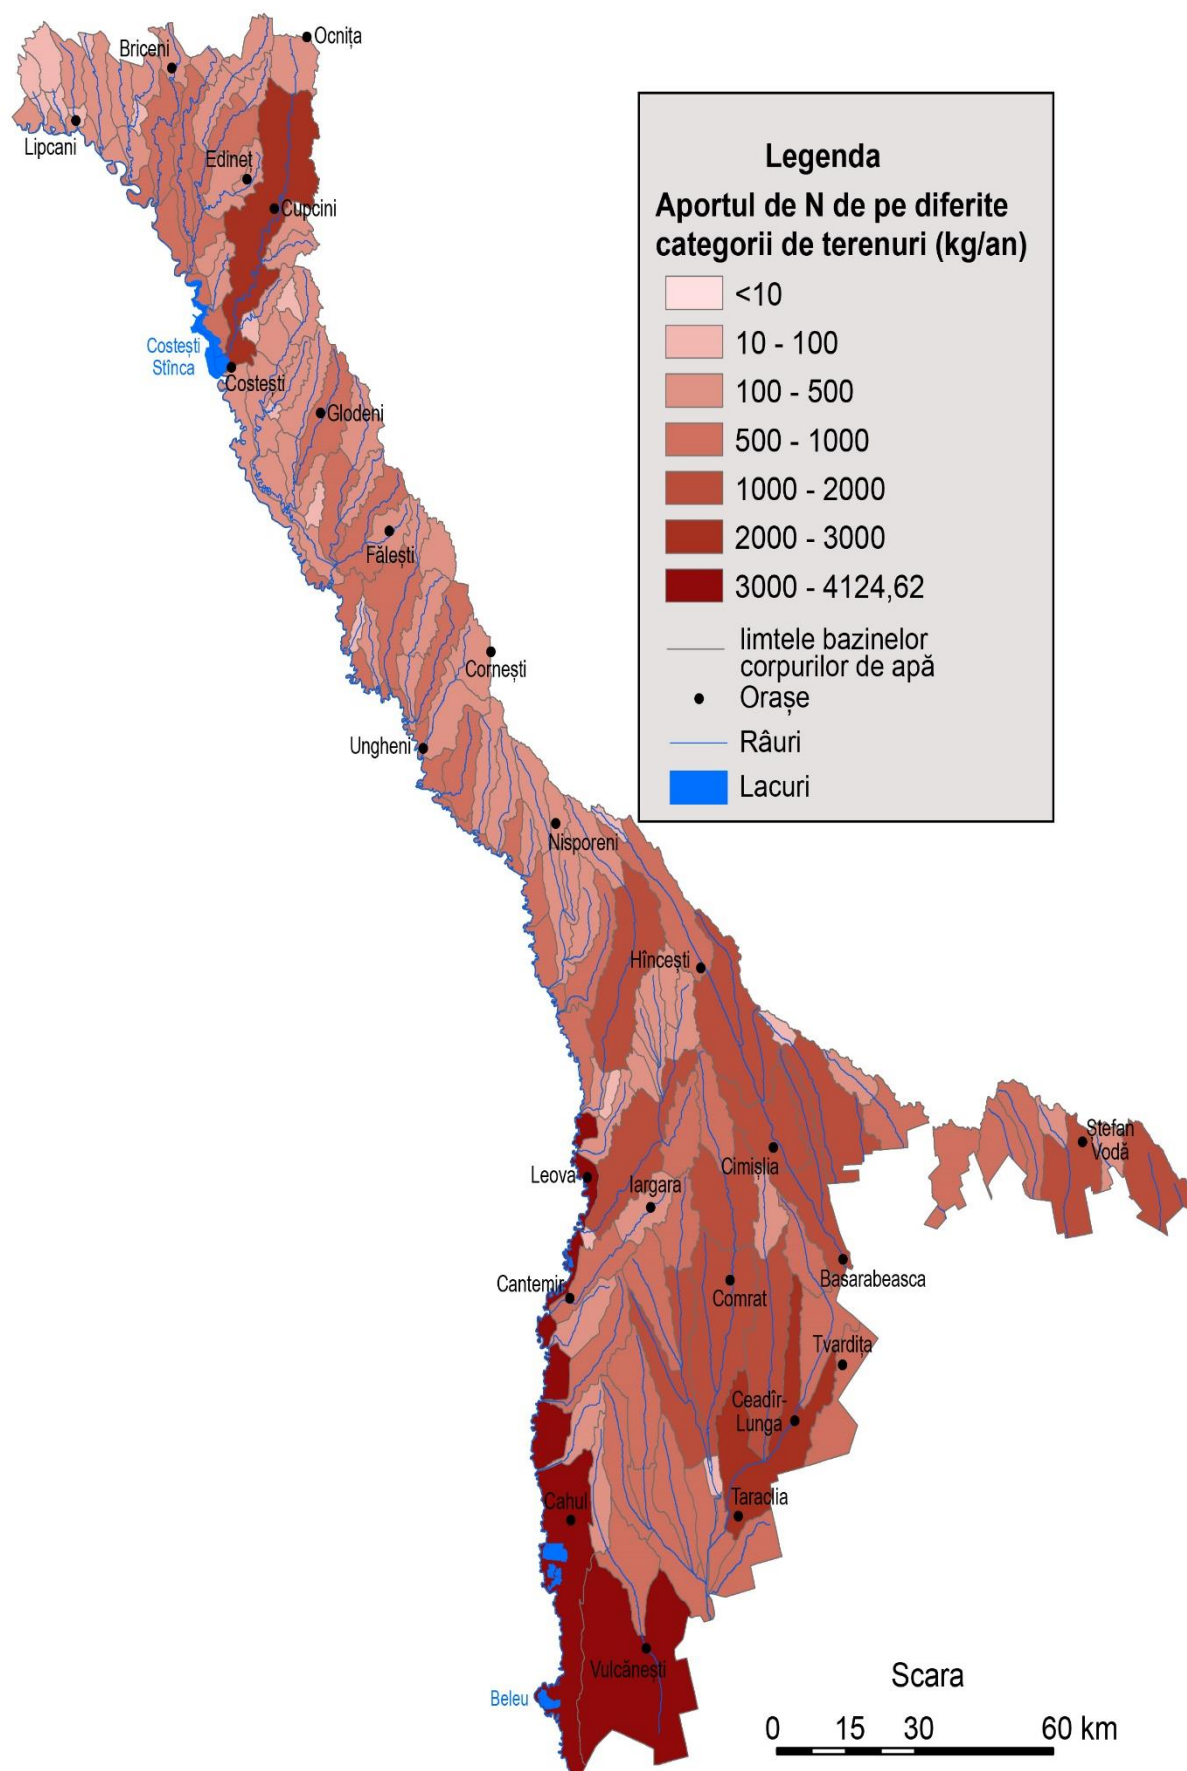 Ocnița
Briceni
Lipcani
Edineț
Cupcini
Costești
Stînca
Costești
Glodeni
Fălești
Cornești
Ungheni
Nisporeni
Hîncești
Leova
Iargara
Cimișlia
Ștefan
Vodă
Cantemir
Comrat
Basarabeasca
Tvardița
Ceadîr-
Lunga
Taraclia
Cahul
Vulcănești
Beleu
Legenda
Aportul de N de pe diferite
categorii de terenuri (kg/an)
<10
10 - 100
100 - 500
500 - 1000
1000 - 2000
2000 - 3000
3000 - 4124,62
limtele bazinelor
corpurilor de apă
Orașe
Râuri
Lacuri
Scara
0 15 30 60 km